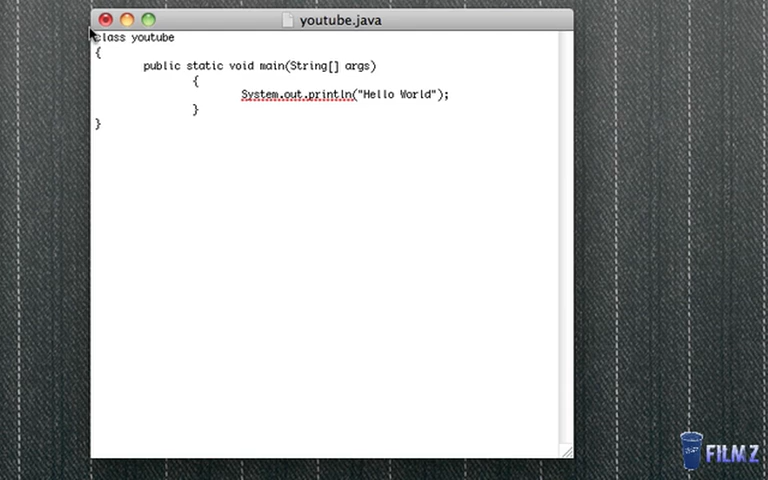 youtube.java
class youtube
{
public static void main(String[] args)
{
System.out.println("Hello World");
}
}
FILMZ